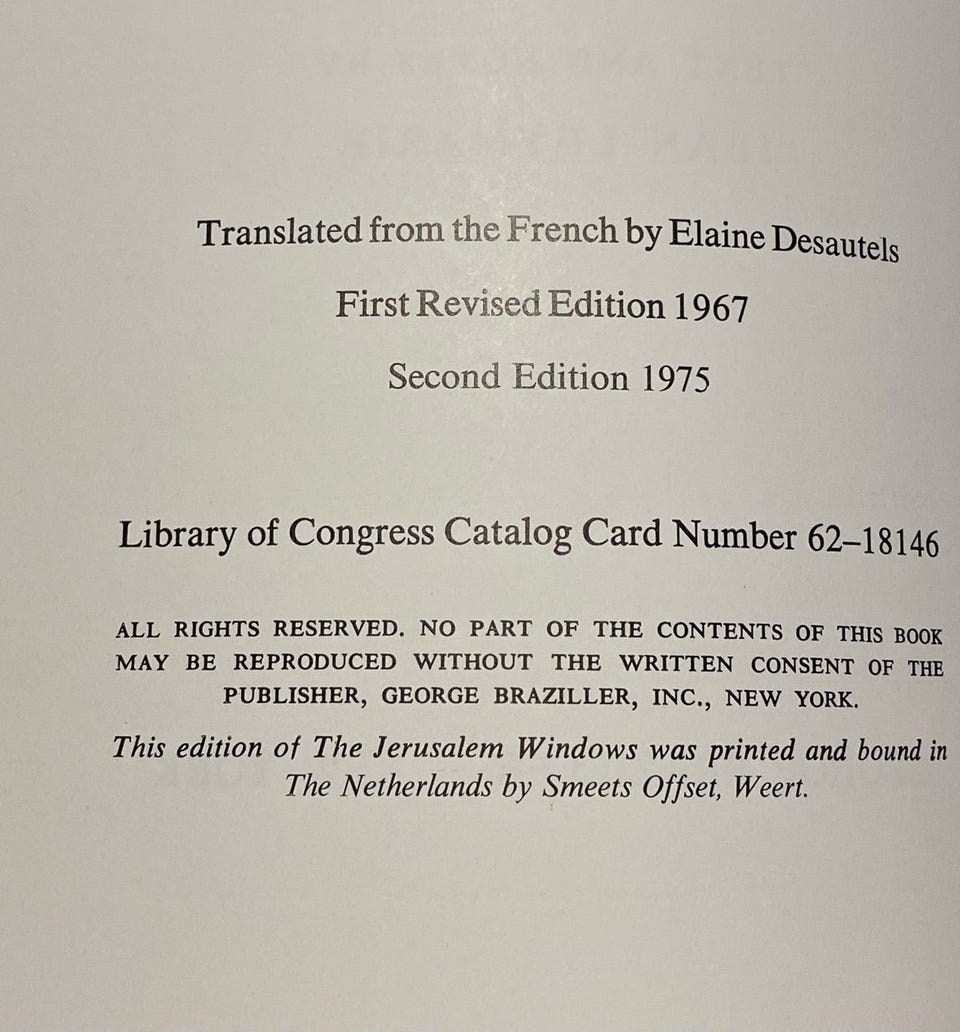 Translated from the French by Elaine Desautels
First Revised Edition 1967
Second Edition 1975
Library of Congress Catalog Card Number 62–18146
ALL RIGHTS RESERVED. NO PART OF THE CONTENTS OF THIS BOOK
MAY BE REPRODUCED WITHOUT THE WRITTEN CONSENT OF THE
PUBLISHER, GEORGE BRAZILLER, INC., NEW YORK.
This edition of The Jerusalem Windows was printed and bound in
The Netherlands by Smeets Offset, Weert.